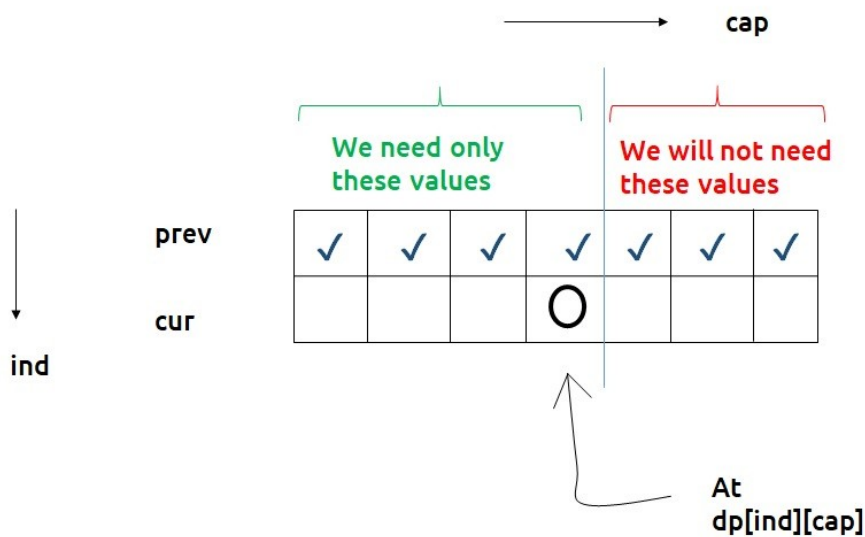 cap
We need only
these values
We will not need
these values
prev
cur
ind
At
dp[ind][cap]